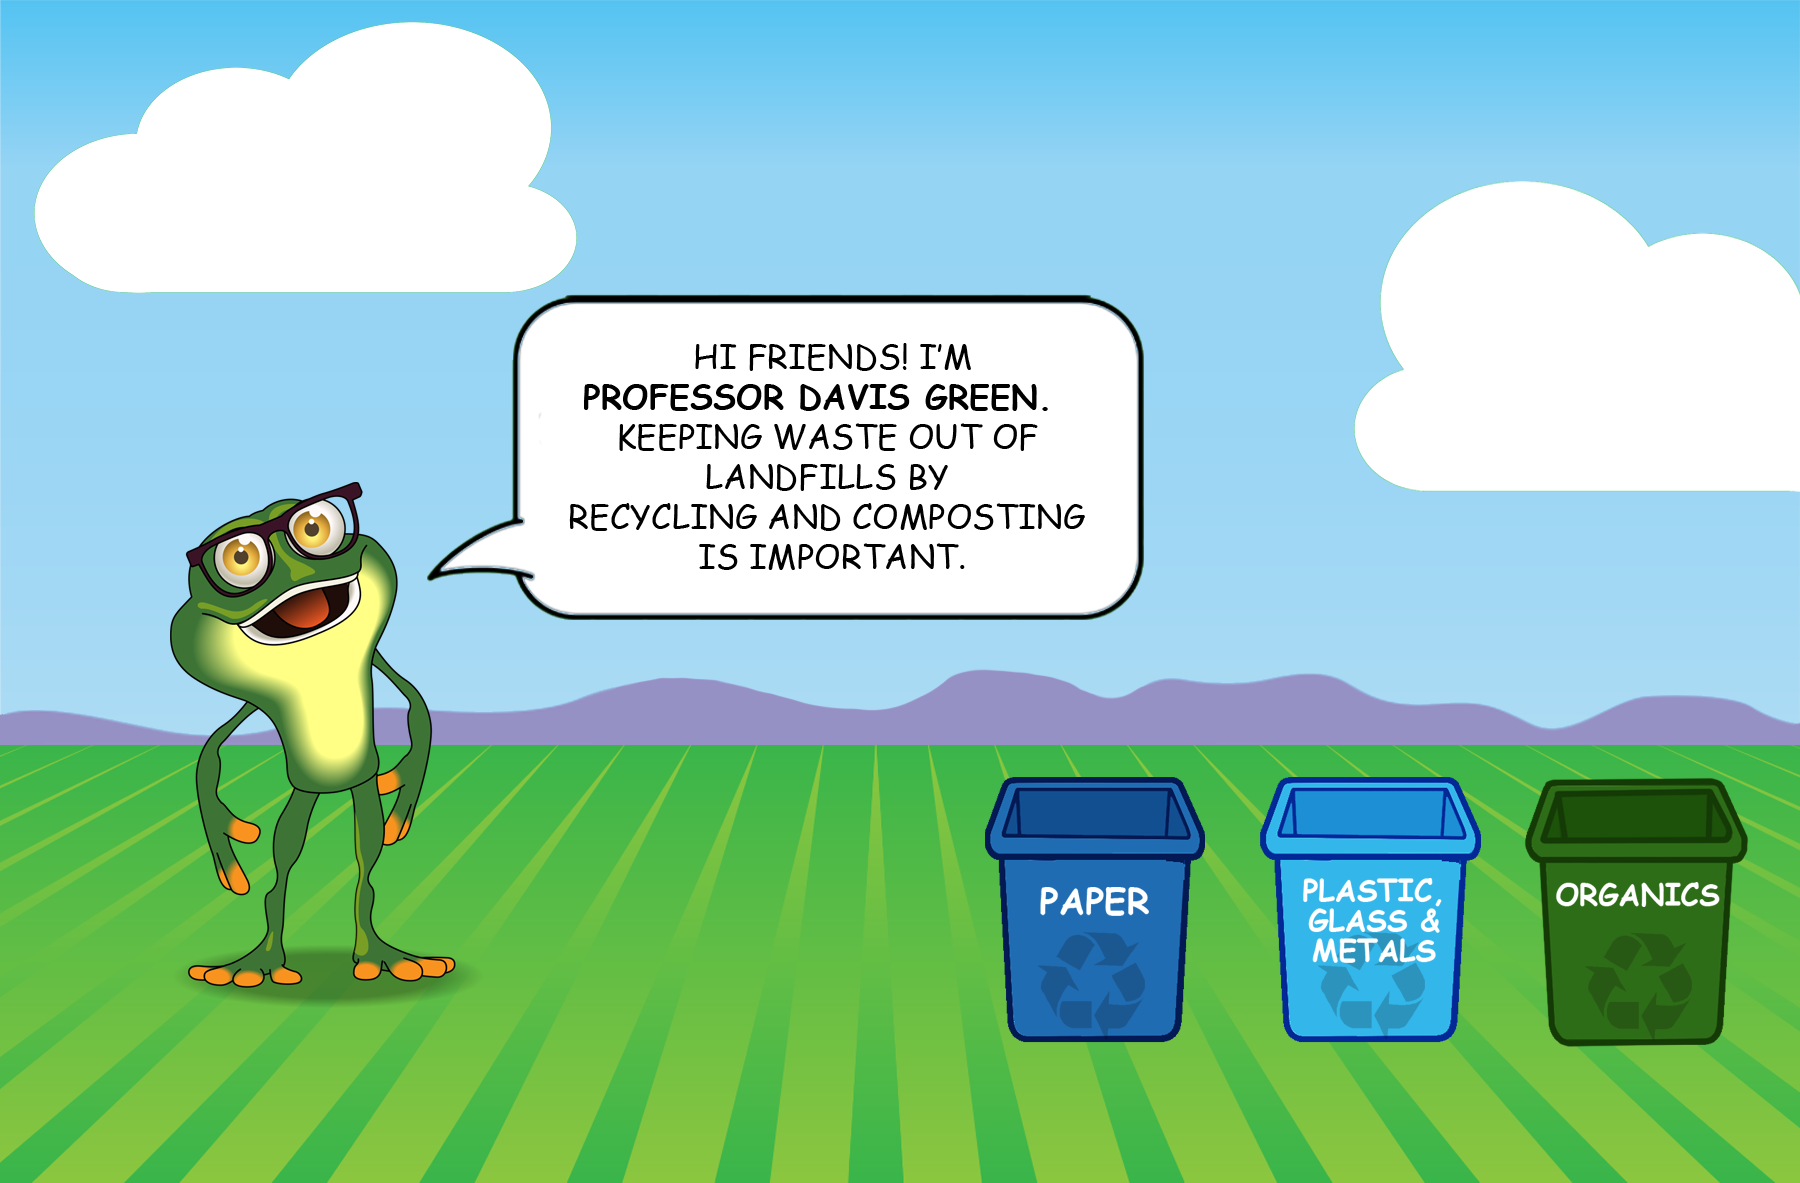 HI FRIENDS! I'M
PROFESSOR DAVIS GREEN.
KEEPING WASTE OUT OF
LANDFILLS BY
RECYCLING AND COMPOSTING
IS IMPORTANT.
PAPER
PLASTIC,
GLASS &
METALS
ORGANICS